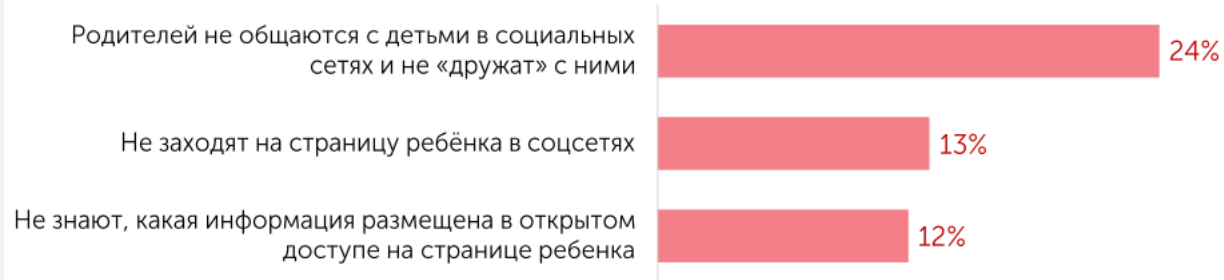 Родителей не общаются с детьми в социальных
сетях и не «дружат» с ними
24%
Не заходят на страницу ребёнка в соцсетях
13%
Не знают, какая информация размещена в открытом
доступе на странице ребенка
12%